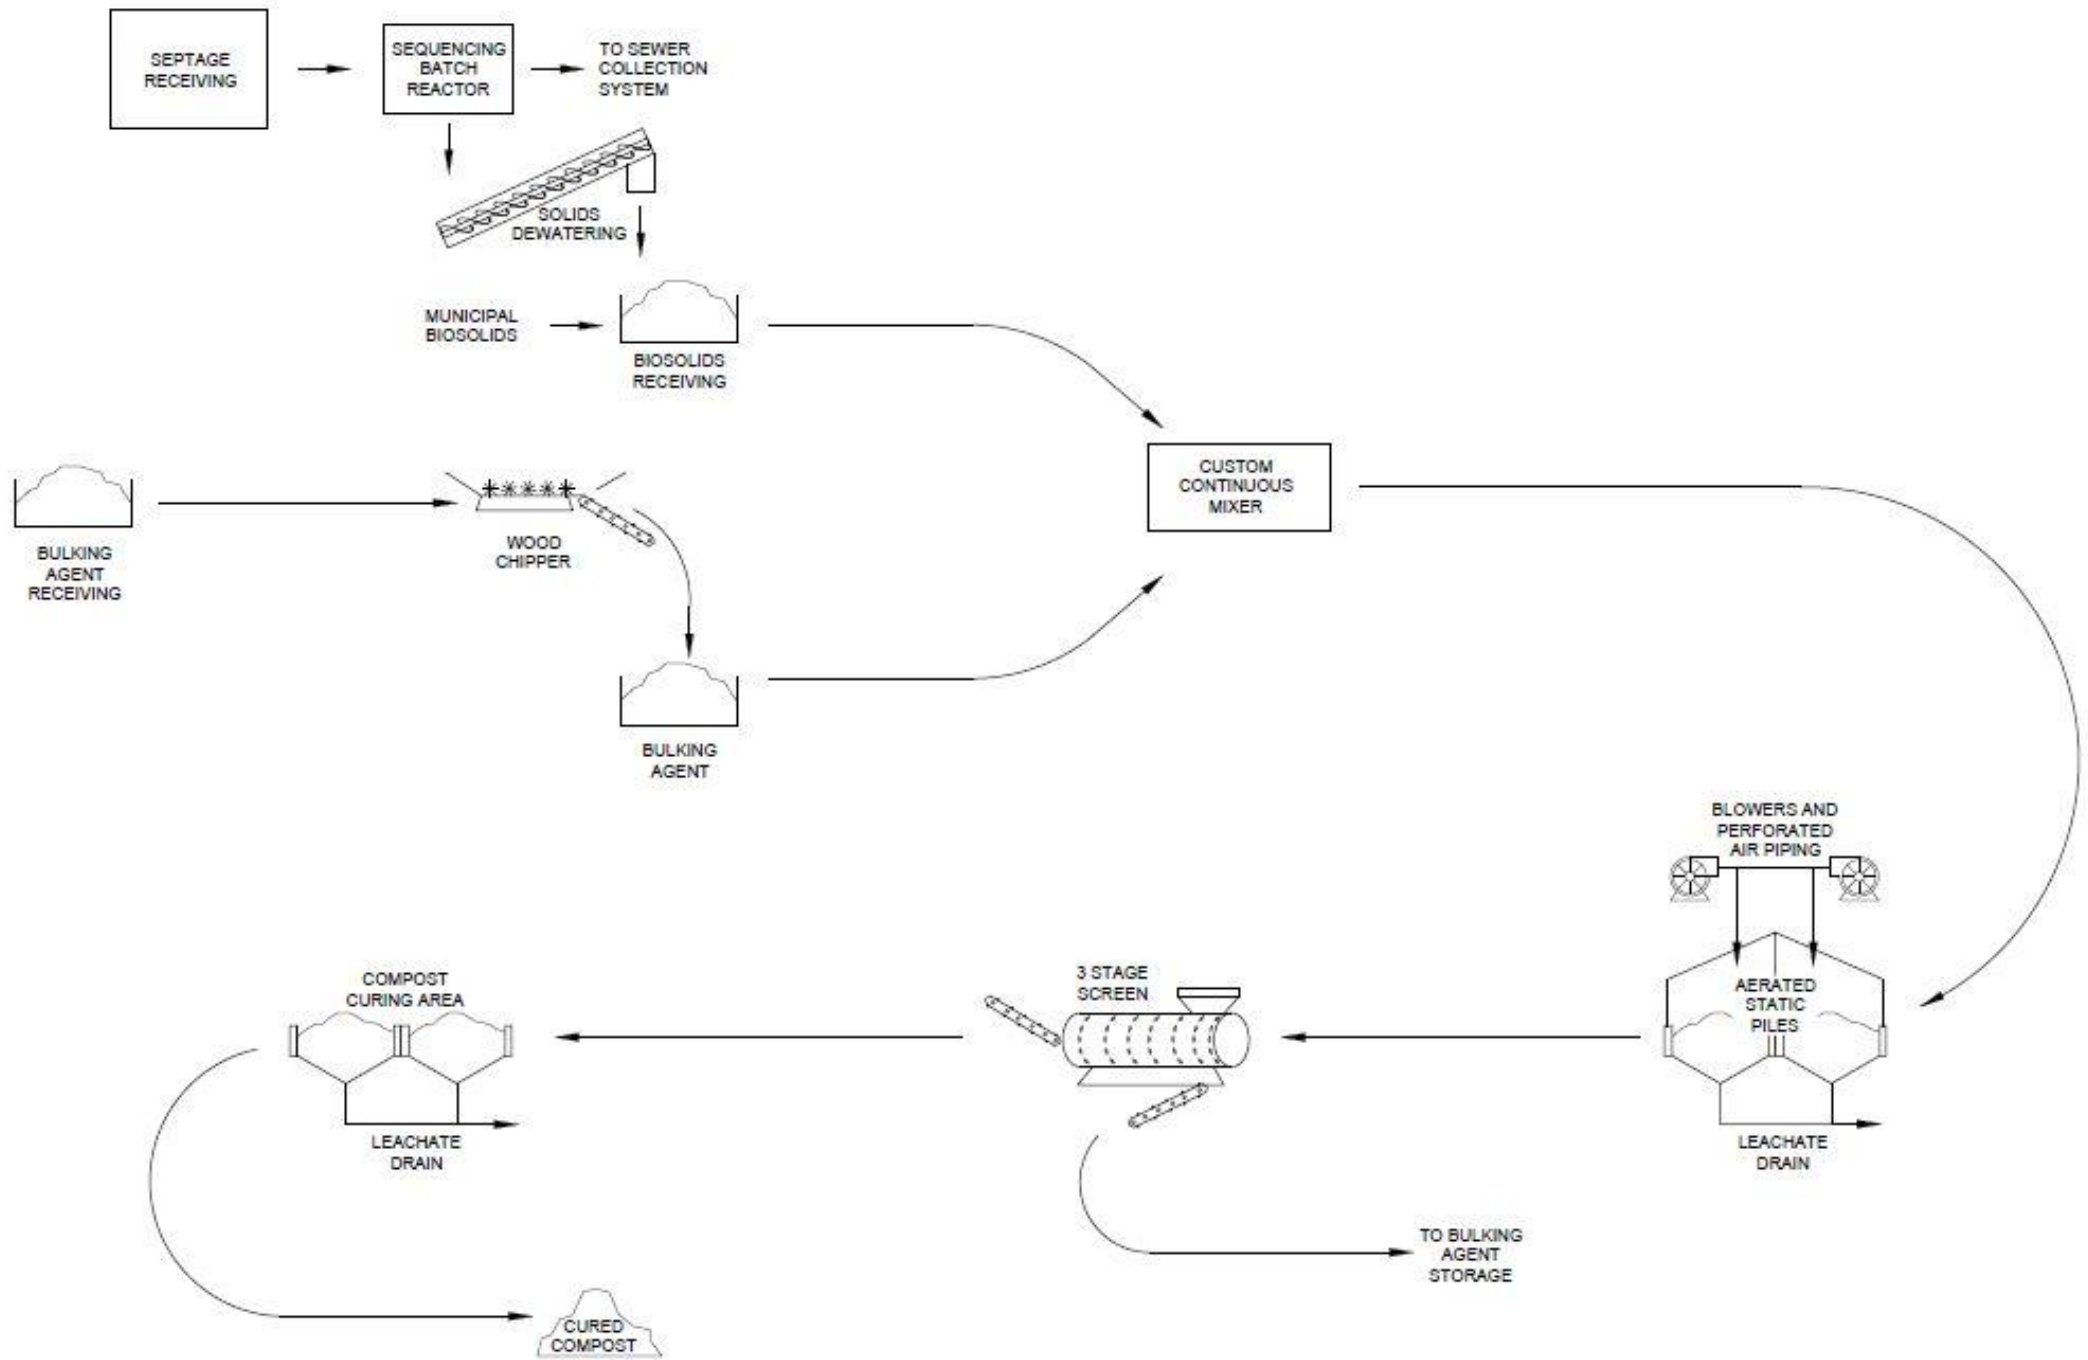 SEPTAGE
RECEIVING
SEQUENCING
BATCH
REACTOR
TO SEWER
COLLECTION
SYSTEM
SOLIDS
DEWATERING
MUNICIPAL
BIOSOLIDS
BIOSOLIDS
RECEIVING
BULKING
AGENT
RECEIVING
WOOD
CHIPPER
BULKING
AGENT
CUSTOM
CONTINUOUS
MIXER
BLOWERS AND
PERFORATED
AIR PIPING
AERATED
STATIC
PILES
LEACHATE
DRAIN
3 STAGE
SCREEN
TO BULKING
AGENT
STORAGE
COMPOST
CURING AREA
LEACHATE
DRAIN
CURED
COMPOST